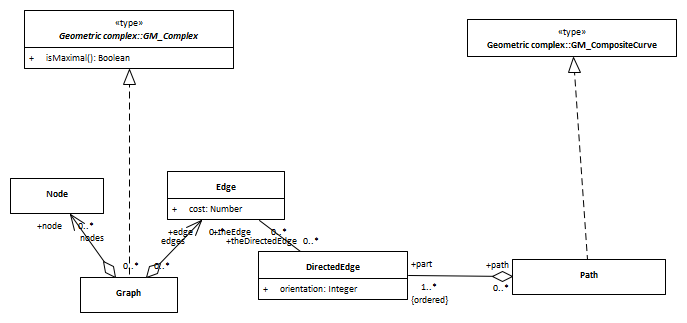 «type»
Geometric complex::GM_Complex
+ isMaximal(): Boolean
«type»
Geometric complex::GM_CompositeCurve
Node
Edge
+ cost: Number
+node
0..*
nodes
+edge
0..*
edges
0..*
+theEdge
0..*
+theDirectedEdge
0..*
0..*
DirectedEdge
+ orientation: Integer
+part
1..*
{ordered}
+path
0..*
Path
Graph